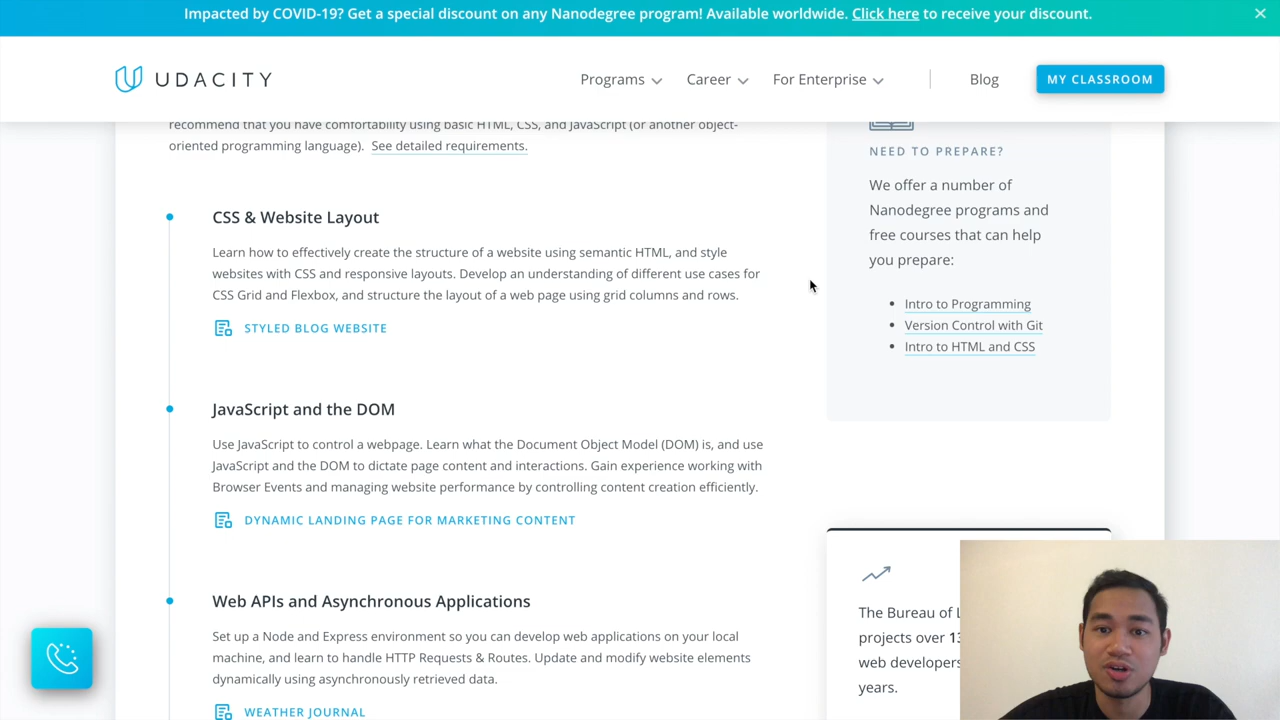 Impacted by COVID-19? Get a special discount on any Nanodegree program! Available worldwide. Click here to receive your discount.
UDACITY
Programs
Career
For Enterprise
Blog
MY CLASSROOM
recommend that you have comfortability using basic HTML, CSS, and JavaScript (or another object-
oriented programming language). See detailed requirements.
CSS & Website Layout
Learn how to effectively create the structure of a website using semantic HTML, and style
websites with CSS and responsive layouts. Develop an understanding of different use cases for
CSS Grid and Flexbox, and structure the layout of a web page using grid columns and rows.
STYLED BLOG WEBSITE
JavaScript and the DOM
Use JavaScript to control a webpage. Learn what the Document Object Model (DOM) is, and use
JavaScript and the DOM to dictate page content and interactions. Gain experience working with
Browser Events and managing website performance by controlling content creation efficiently.
DYNAMIC LANDING PAGE FOR MARKETING CONTENT
Web APIs and Asynchronous Applications
Set up a Node and Express environment so you can develop web applications on your local
machine, and learn to handle HTTP Requests & Routes. Update and modify website elements
dynamically using asynchronously retrieved data.
WEATHER JOURNAL
NEED TO PREPARE?
We offer a number of
Nanodegree programs and
free courses that can help
you prepare:
Intro to Programming
Version Control with Git
Intro to HTML and CSS
The Bureau of
projects over
web developers
years.